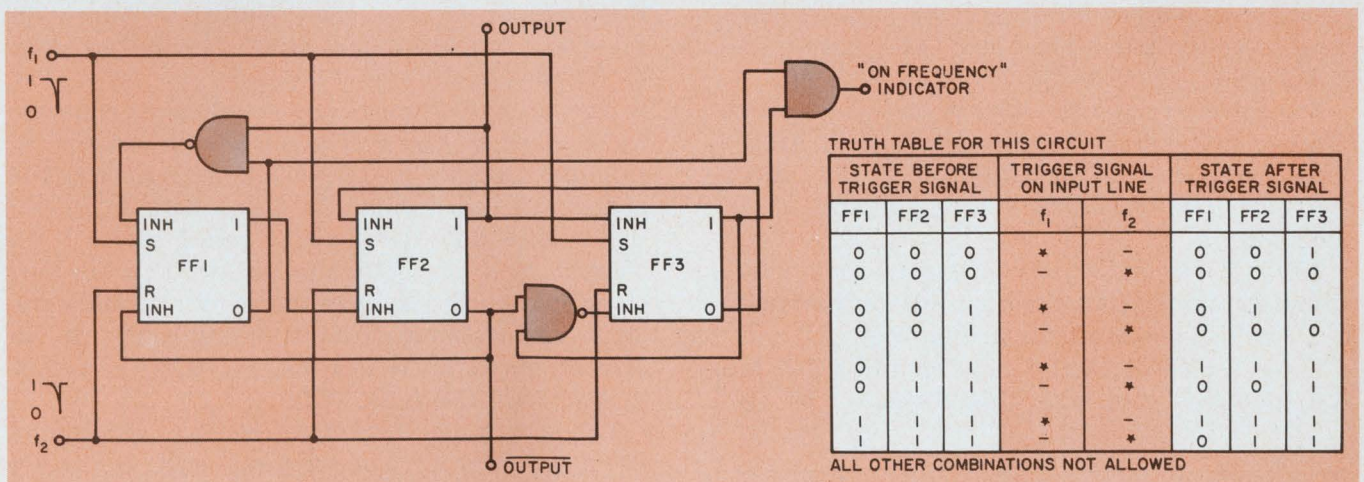 OUTPUT
f₁
1
0
"ON FREQUENCY"
INDICATOR
INH 1
S
FF1
R
INH 0
INH 1
S
FF2
R
INH 0
INH 1
S
FF3
R
INH 0
1
0
f₂
OUTPUT
TRUTH TABLE FOR THIS CIRCUIT
STATE BEFORE TRIGGER SIGNAL STATE AFTER
TRIGGER SIGNAL ON INPUT LINE TRIGGER SIGNAL
FF1 FF2 FF3 f₁ f₂ FF1 FF2 FF3
0 0 0 * – 0 0 1
0 0 0 – * 0 0 0
0 0 1 * – 0 1 1
0 0 1 – * 0 0 0
0 1 1 * – 1 1 1
0 1 1 – * 0 0 1
1 1 1 * – 1 1 1
1 1 1 – * 0 1 1
ALL OTHER COMBINATIONS NOT ALLOWED